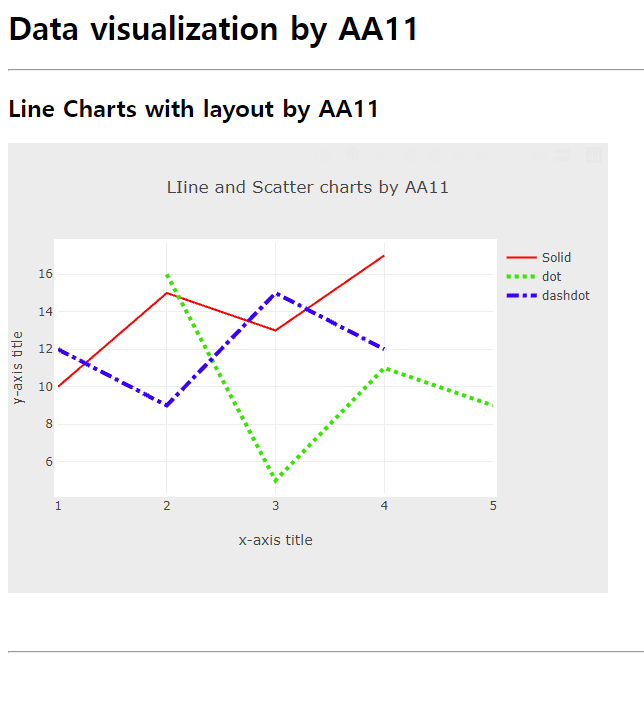 Data visualization by AA11
Line Charts with layout by AA11
LIine and Scatter charts by AA11
Solid
dot
dashdot
y-axis title
16
14
12
10
8
6
1 2 3 4 5
x-axis title